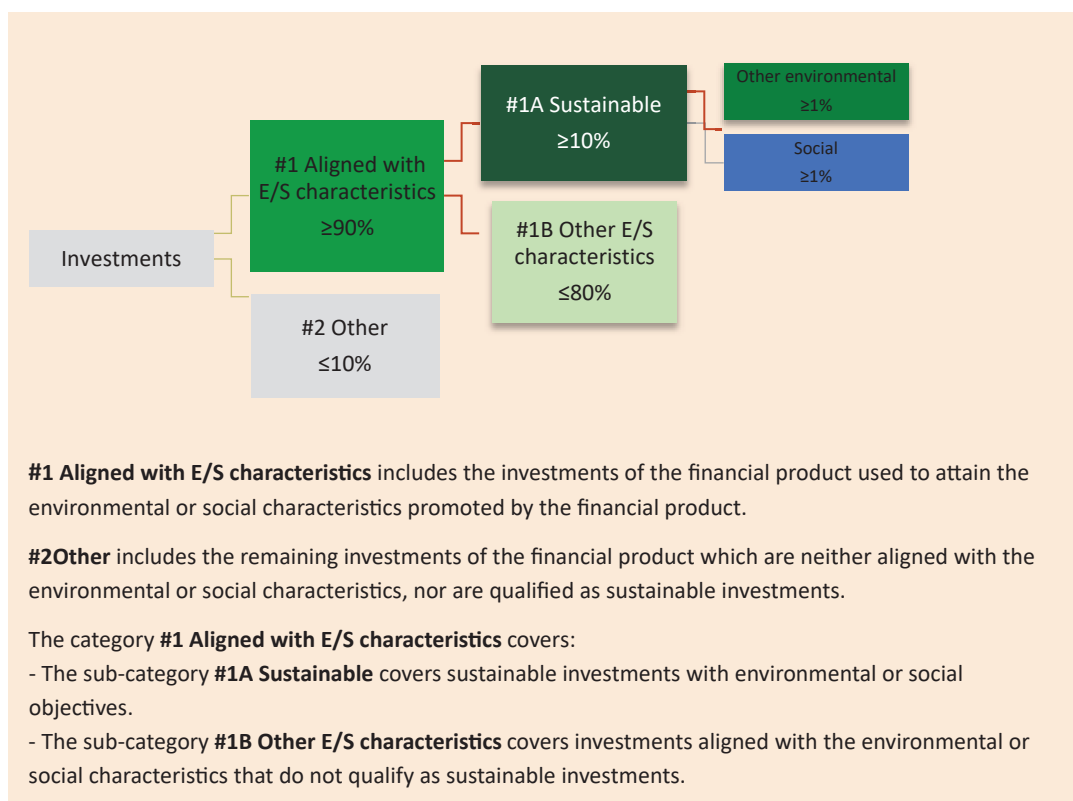 Investments
#1 Aligned with
E/S characteristics
≥90%
#2 Other
≤10%
#1A Sustainable
≥10%
#1B Other E/S
characteristics
≤80%
Other environmental
≥1%
Social
≥1%
#1 Aligned with E/S characteristics includes the investments of the financial product used to attain the
environmental or social characteristics promoted by the financial product.
#2Other includes the remaining investments of the financial product which are neither aligned with the
environmental or social characteristics, nor are qualified as sustainable investments.
The category #1 Aligned with E/S characteristics covers:
- The sub-category #1A Sustainable covers sustainable investments with environmental or social
objectives.
- The sub-category #1B Other E/S characteristics covers investments aligned with the environmental or
social characteristics that do not qualify as sustainable investments.